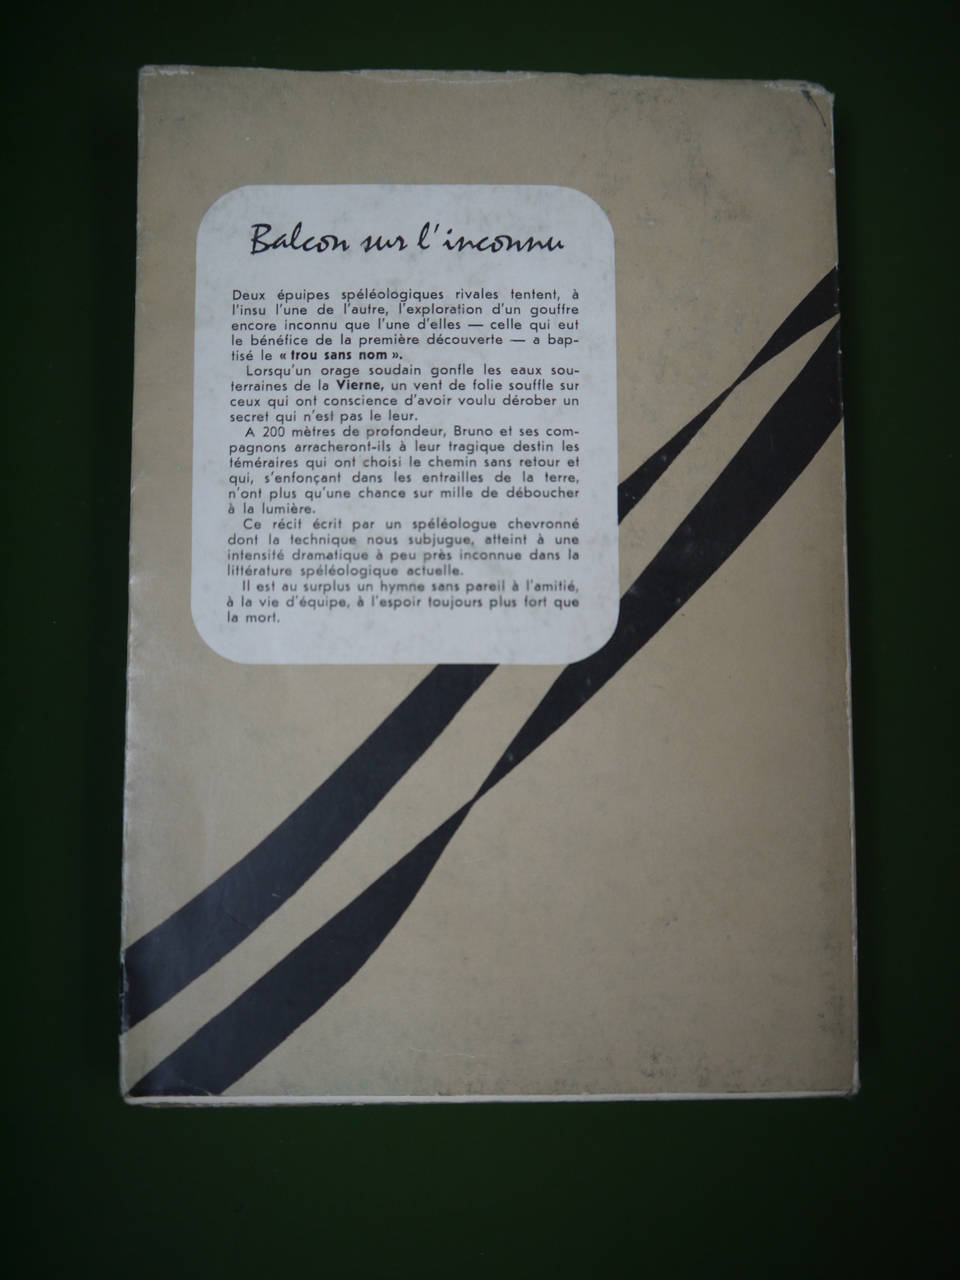 Balcon sur l'inconnu
Deux épuipes spéléologiques rivales tentent, à
l'insu l'une de l'autre, l'exploration d'un gouffre
encore inconnu que l'une d'elles — celle qui eut
le bénéfice de la première découverte — a bap-
tisé le « trou sans nom ».
Lorsqu'un orage soudain gonfle les eaux sou-
terraines de la Vierne, un vent de folie souffle sur
ceux qui ont conscience d'avoir voulu dérober un
secret qui n'est pas le leur.
A 200 mètres de profondeur, Bruno et ses com-
pagnons arracheront-ils à leur tragique destin les
téméraires qui ont choisi le chemin sans retour et
qui, s'enfonçant dans les entrailles de la terre,
n'ont plus qu'une chance sur mille de déboucher
à la lumière.
Ce récit écrit par un spéléologue chevronné
dont la technique nous subjugue, atteint à une
intensité dramatique à peu près inconnue dans la
littérature spéléologique actuelle.
Il est au surplus un hymne sans pareil à l'amitié,
à la vie d'équipe, à l'espoir toujours plus fort que
la mort.